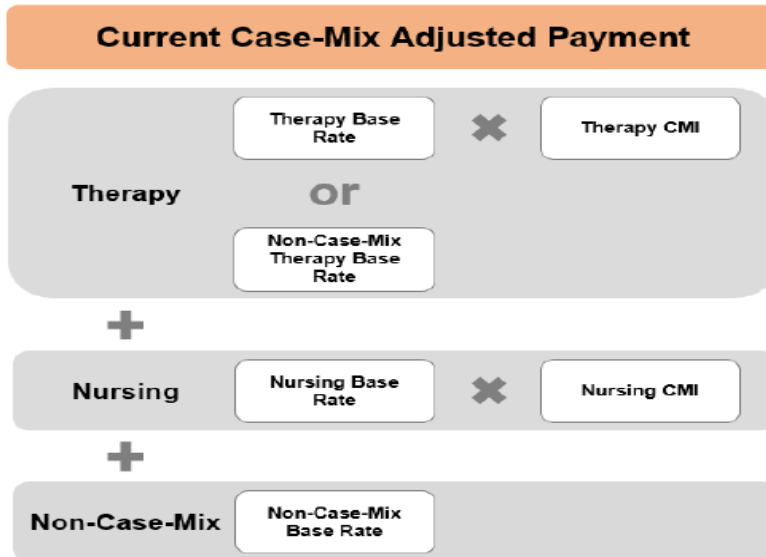 Current Case-Mix Adjusted Payment
Therapy Base
Rate
✖
Therapy CMI
Therapy
or
Non-Case-Mix
Therapy Base
Rate
+
Nursing
Nursing Base
Rate
✖
Nursing CMI
+
Non-Case-Mix
Non-Case-Mix
Base Rate